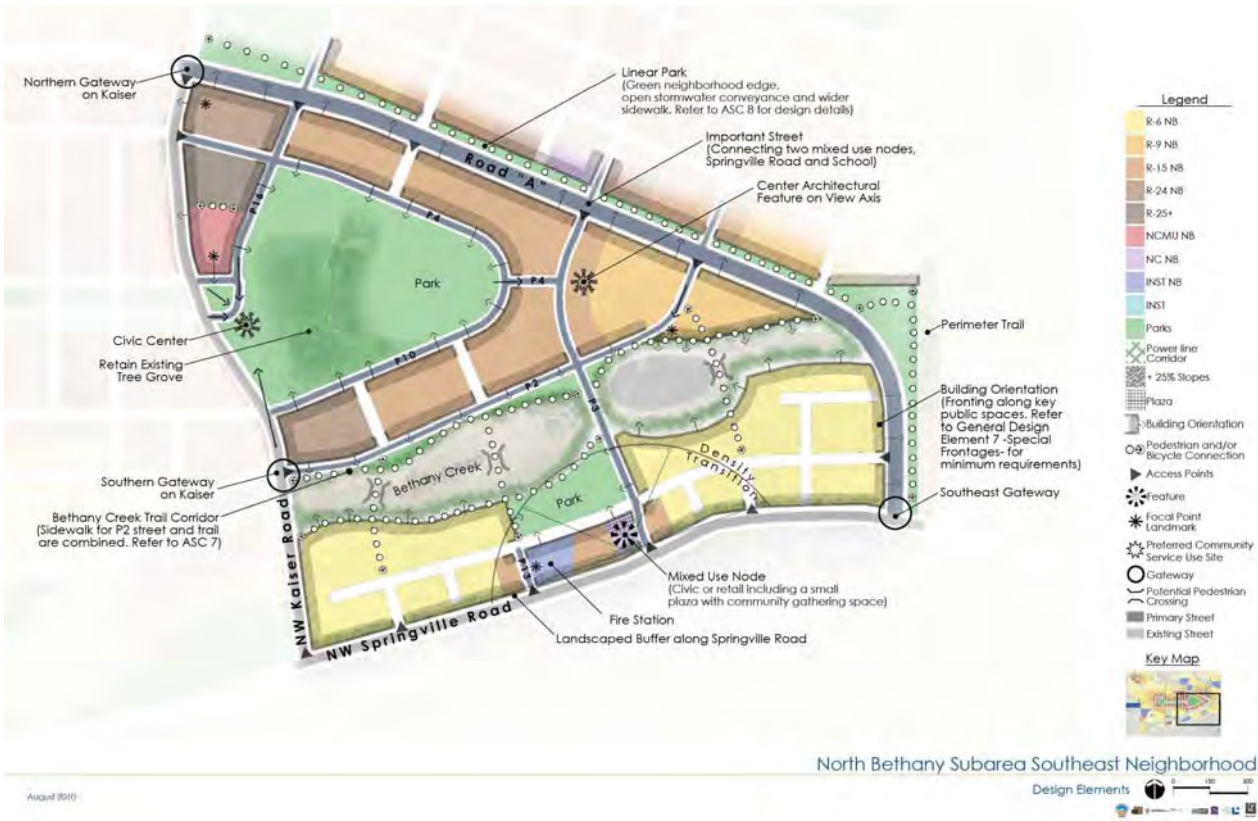 Northern Gateway
on Kaiser
Linear Park
(Green neighborhood edge,
open stormwater conveyance and wider
sidewalk. Refer to ASC 8 for design details)
Important Street
(Connecting two mixed use nodes,
Springville Road and School)
Center Architectural
Feature on View Axis
Road "A"
P16
P4
Park
P4
Civic Center
Retain Existing
Tree Grove
P10
P2
P3
Perimeter Trail
Building Orientation
(Fronting along key
public spaces. Refer
to General Design
Element 7 -Special
Frontages- for
minimum requirements)
Southern Gateway
on Kaiser
Bethany Creek
Density
Transition
Park
Southeast Gateway
Bethany Creek Trail Corridor
(Sidewalk for P2 street and trail
are combined. Refer to ASC 7)
NW Kaiser Road
P13
Mixed Use Node
(Civic or retail including a small
plaza with community gathering space)
Fire Station
NW Springville Road
Landscaped Buffer along Springville Road
Legend
R-6 NB
R-9 NB
R-15 NB
R-24 NB
R-25+
NCMU NB
NC NB
INST NB
INST
Parks
Power line
Corridor
+ 25% Slopes
Plaza
Building Orientation
Pedestrian and/or
Bicycle Connection
Access Points
Feature
Focal Point
Landmark
Preferred Community
Service Use Site
Gateway
Potential Pedestrian
Crossing
Primary Street
Existing Street
Key Map
North Bethany Subarea Southeast Neighborhood
Design Elements
0 150 300
August 2010